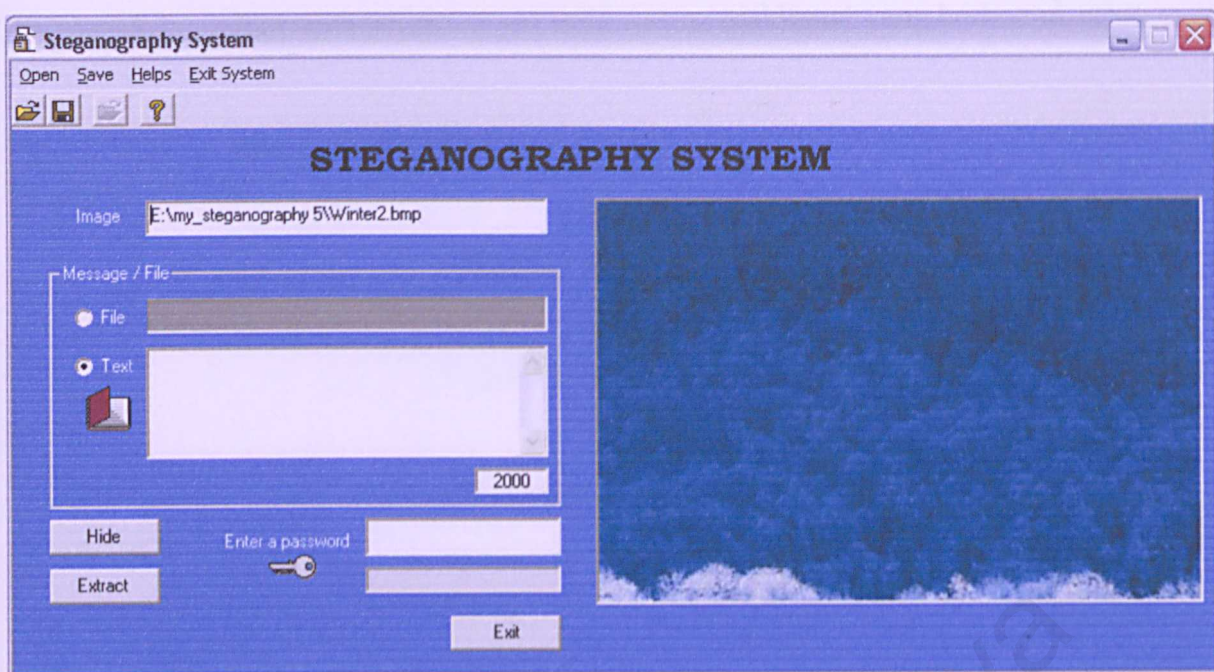 Steganography System
Open Save Helps Exit System
STEGANOGRAPHY SYSTEM
Image E:\my_steganography 5\Winter2.bmp
Message / File
File
Text
2000
Hide
Enter a password
Extract
Exit